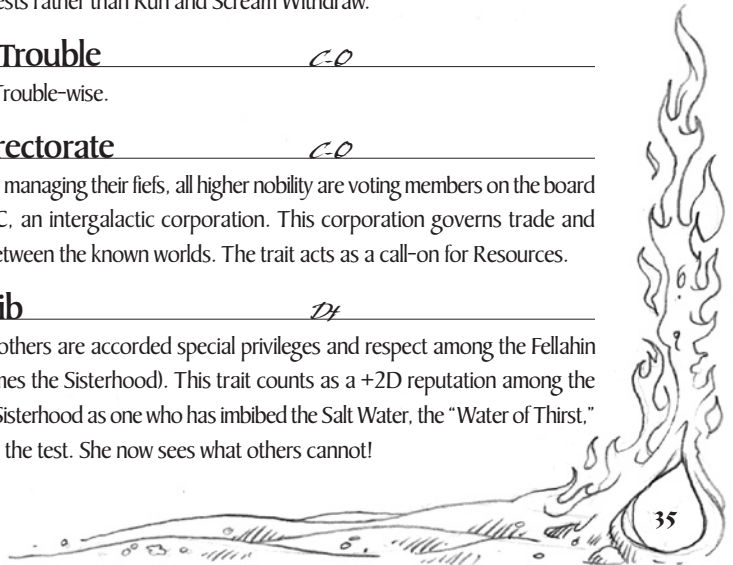 ests rather than Run and Scream Withdraw.
Trouble C-O
Trouble-wise.
rectorate C-O
managing their fiefs, all higher nobility are voting members on the board
C, an intergalactic corporation. This corporation governs trade and
etween the known worlds. The trait acts as a call-on for Resources.
ib Dt
others are accorded special privileges and respect among the Fellahin
nes the Sisterhood). This trait counts as a +2D reputation among the
Sisterhood as one who has imbibed the Salt Water, the “Water of Thirst,”
the test. She now sees what others cannot!
35